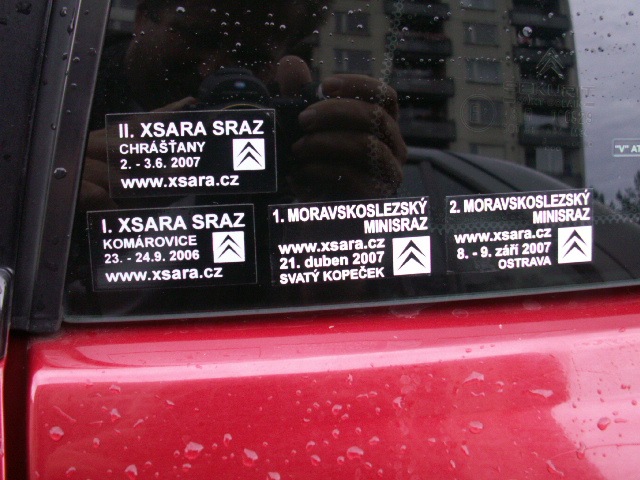 II. XSARA SRAZ
CHRÁŠŤANY
2. - 3.6. 2007
www.xsara.cz
I. XSARA SRAZ
KOMÁROVICE
23. - 24.9. 2006
www.xsara.cz
1. MORAVSKOSLEZSKÝ
MINISRAZ
www.xsara.cz
21. duben 2007
SVATÝ KOPEČEK
2. MORAVSKOSLEZSKÝ
MINISRAZ
www.xsara.cz
8. - 9. září 2007
OSTRAVA
"V" AT